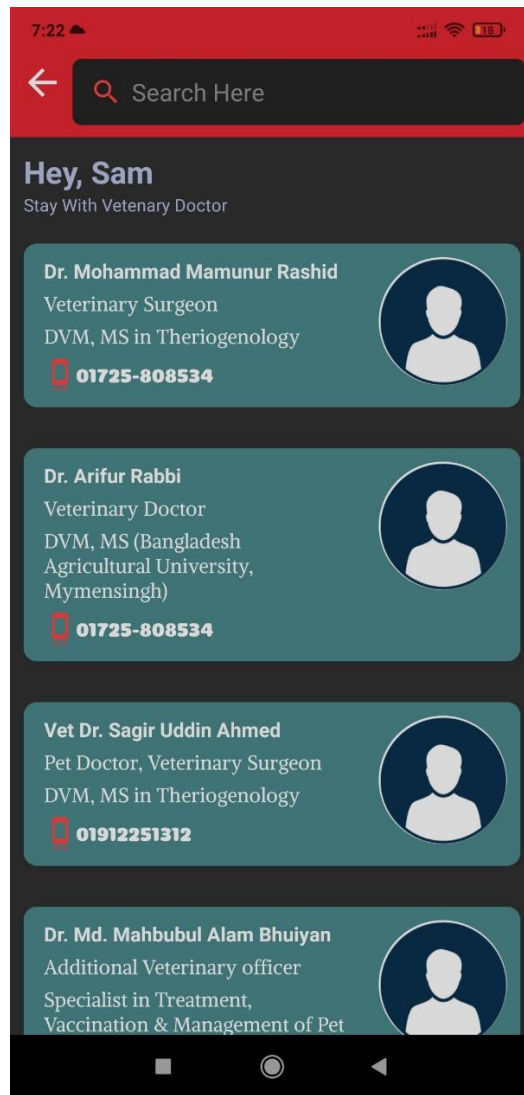 7:22
18
Search Here
Hey, Sam
Stay With Vetenary Doctor
Dr. Mohammad Mamunur Rashid
Veterinary Surgeon
DVM, MS in Theriogenology
01725-808534
Dr. Arifur Rabbi
Veterinary Doctor
DVM, MS (Bangladesh
Agricultural University,
Mymensingh)
01725-808534
Vet Dr. Sagir Uddin Ahmed
Pet Doctor, Veterinary Surgeon
DVM, MS in Theriogenology
01912251312
Dr. Md. Mahbubul Alam Bhuiyan
Additional Veterinary officer
Specialist in Treatment,
Vaccination & Management of Pet